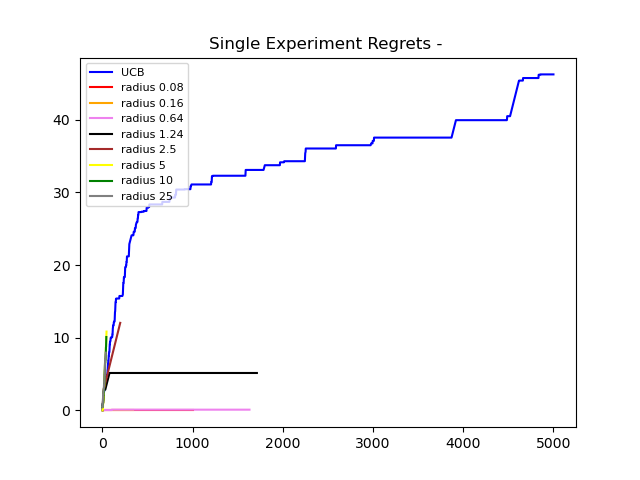 Single Experiment Regrets -
UCB
radius 0.08
radius 0.16
radius 0.64
radius 1.24
radius 2.5
radius 5
radius 10
radius 25
40
30
20
10
0
0 1000 2000 3000 4000 5000